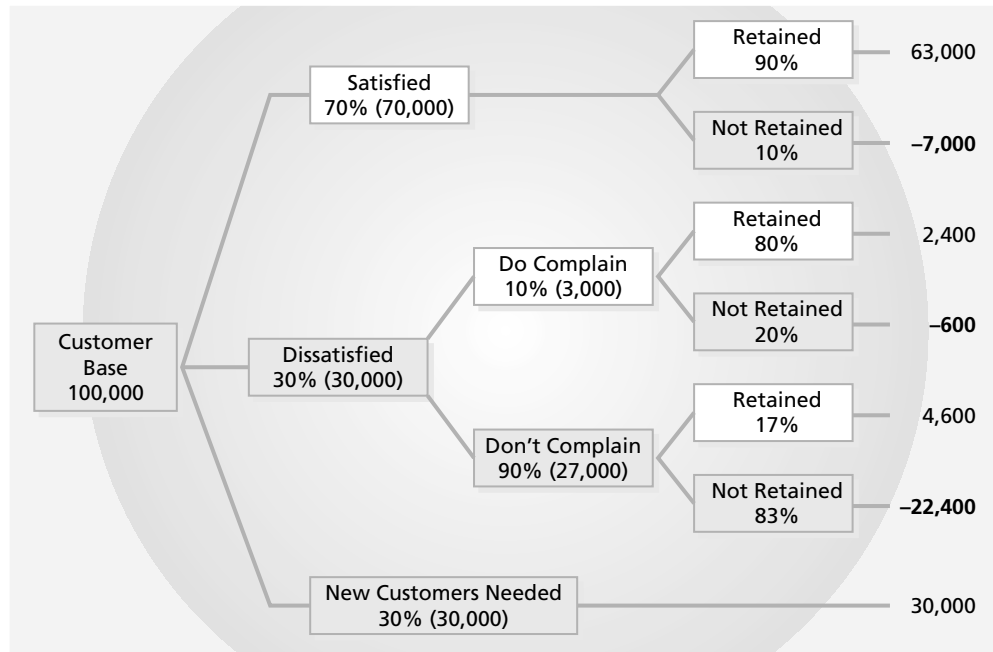 Retained
90%
63,000
Satisfied
70% (70,000)
Not Retained
10%
–7,000
Retained
80%
2,400
Do Complain
10% (3,000)
Not Retained
20%
–600
Customer
Base
100,000
Dissatisfied
30% (30,000)
Retained
17%
4,600
Don't Complain
90% (27,000)
Not Retained
83%
–22,400
New Customers Needed
30% (30,000)
30,000